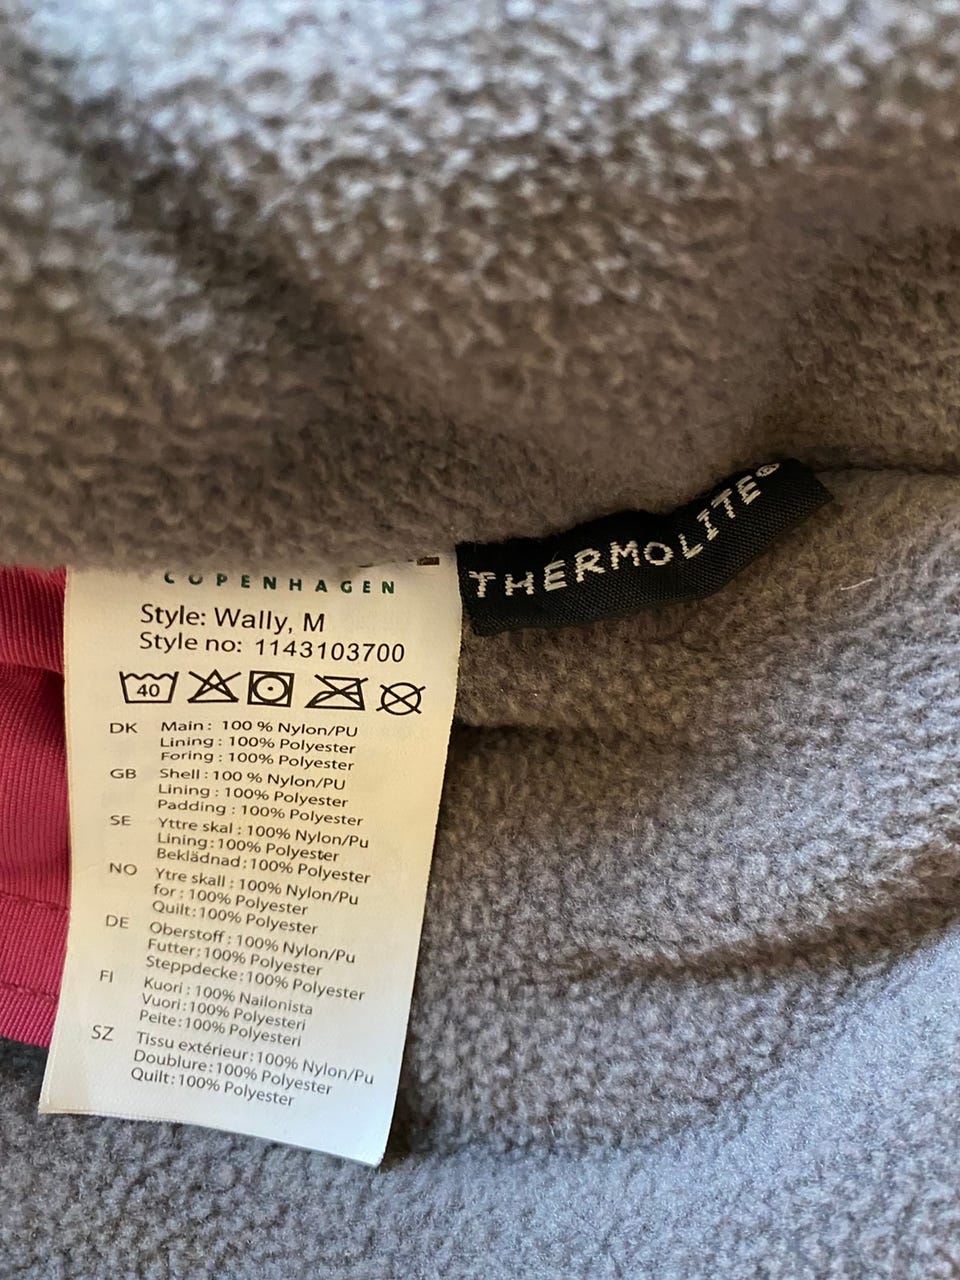 COPENHAGEN
Style: Wally, M
Style no: 1143103700
40
DK Main : 100 % Nylon/PU
Lining : 100% Polyester
Foring : 100% Polyester
GB Shell : 100 % Nylon/PU
Lining : 100% Polyester
Padding : 100% Polyester
SE Yttre skal : 100% Nylon/Pu
Lining: 100% Polyester
Beklädnad: 100% Polyester
NO Ytre skall : 100% Nylon/Pu
for : 100% Polyester
Quilt: 100% Polyester
DE Oberstoff : 100% Nylon/Pu
Futter: 100% Polyester
Steppdecke: 100% Polyester
FI Kuori : 100% Nailonista
Vuori: 100% Polyesteri
Peite: 100% Polyesteri
SZ Tissu extérieur: 100% Nylon/Pu
Doublure: 100% Polyester
Quilt: 100% Polyester
THERMOLITE®